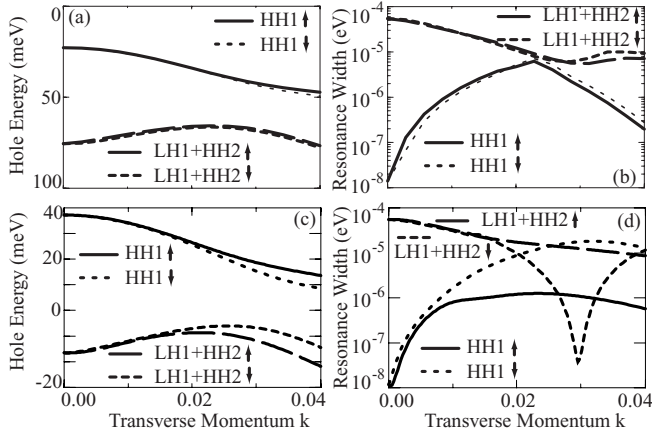 (a)
HH1
HH1
LH1+HH2
LH1+HH2
Hole Energy (meV)
0
50
100
LH1+HH2
LH1+HH2
HH1
HH1
(b)
Resonance Width (eV)
10-4
10-5
10-6
10-7
10-8
(c)
HH1
HH1
LH1+HH2
LH1+HH2
Hole Energy (meV)
40
20
0
-20
0.00
0.02
0.04
Transverse Momentum k
LH1+HH2
(d)
LH1+HH2
HH1
HH1
Resonance Width (eV)
10-4
10-5
10-6
10-7
10-8
0.00
0.02
0.04
Transverse Momentum k